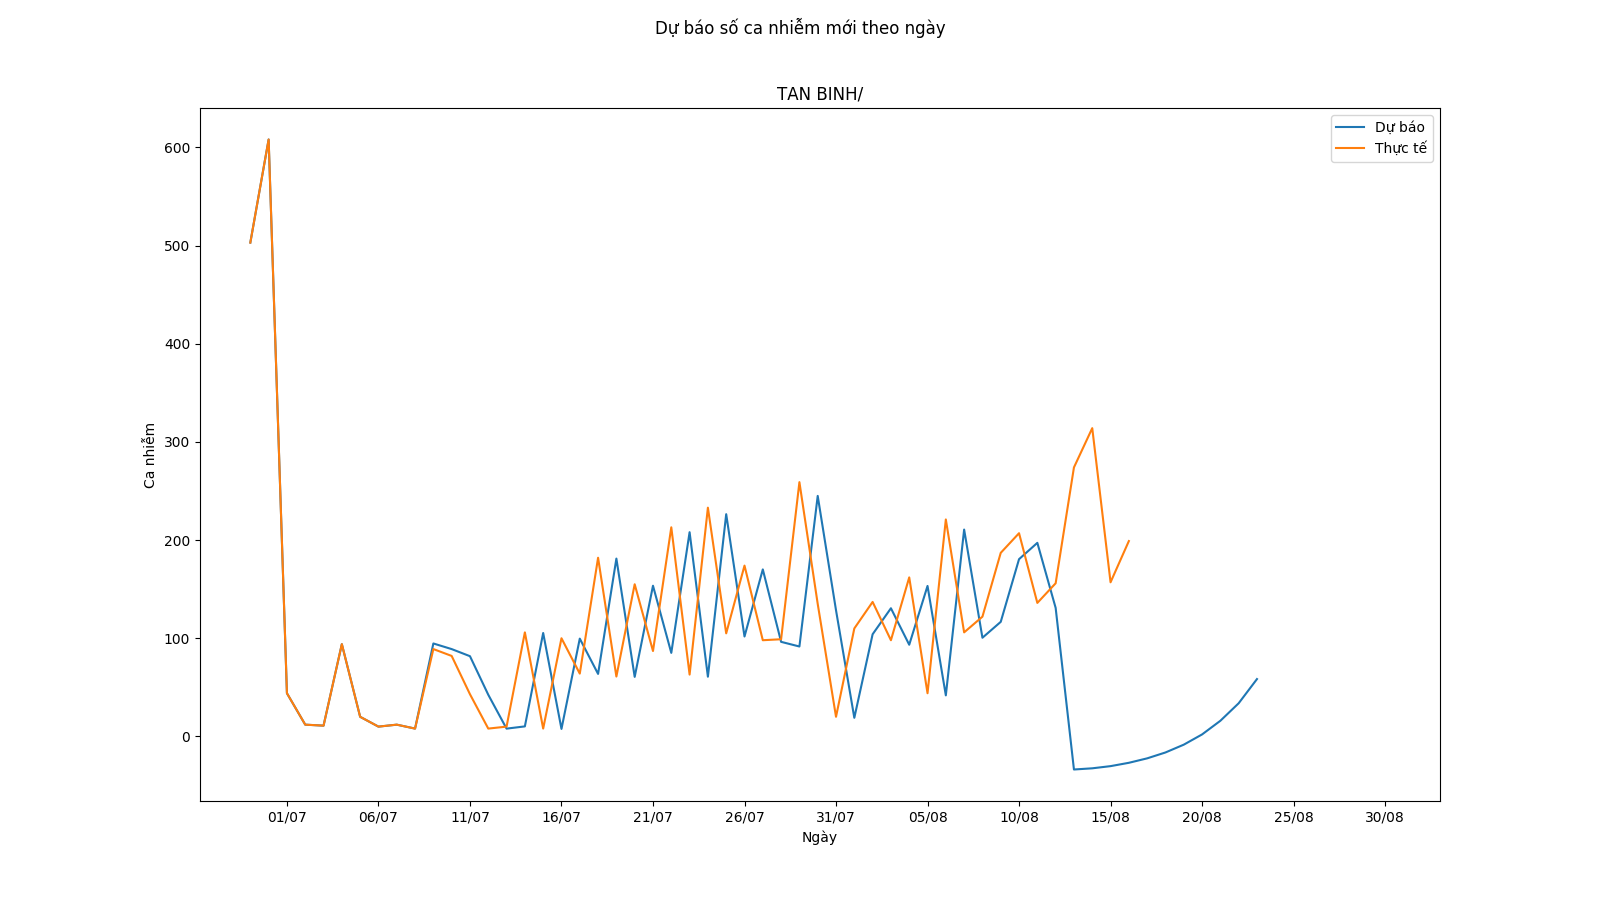 Dự báo số ca nhiễm mới theo ngày
TAN BINH/
Dự báo
Thực tế
600
500
400
300
200
100
0
Ca nhiễm
01/07 06/07 11/07 16/07 21/07 26/07 31/07 05/08 10/08 15/08 20/08 25/08 30/08
Ngày